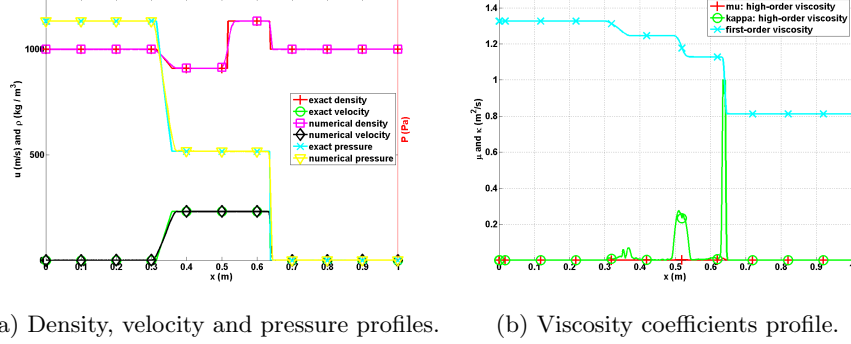 1000
500
0
u (m/s) and ρ (kg / m³)
exact density
exact velocity
numerical density
numerical velocity
exact pressure
numerical pressure
P (Pa)
0 0.1 0.2 0.3 0.4 0.5 0.6 0.7 0.8 0.9 1
x (m)
1.4
1.2
1
0.8
0.6
0.4
0.2
μ and κ (m²/s)
mu: high-order viscosity
kappa: high-order viscosity
first-order viscosity
0 0.1 0.2 0.3 0.4 0.5 0.6 0.7 0.8 0.9 1
x (m)
a) Density, velocity and pressure profiles.
(b) Viscosity coefficients profile.